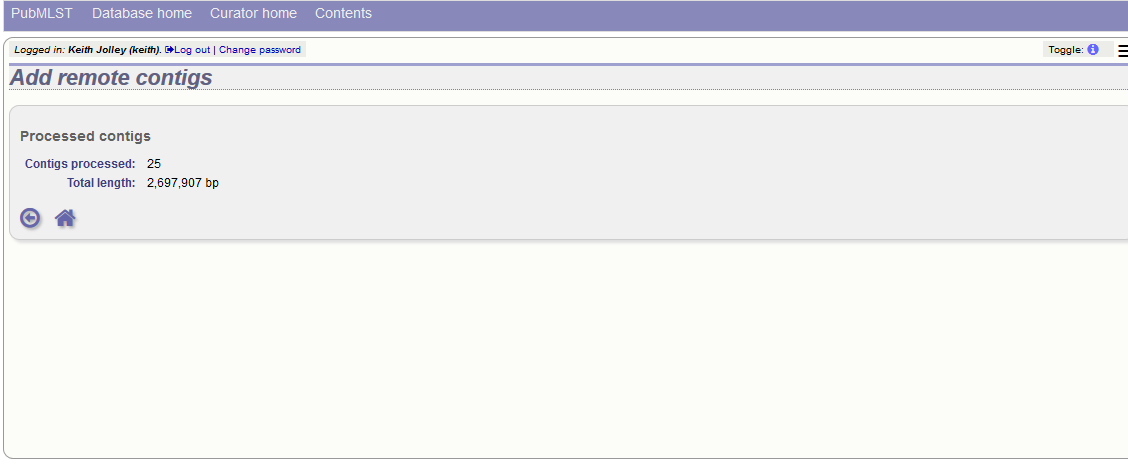 PubMLST Database home Curator home Contents
Logged in: Keith Jolley (keith). Log out | Change password Toggle:
Add remote contigs
Processed contigs
Contigs processed: 25
Total length: 2,697,907 bp